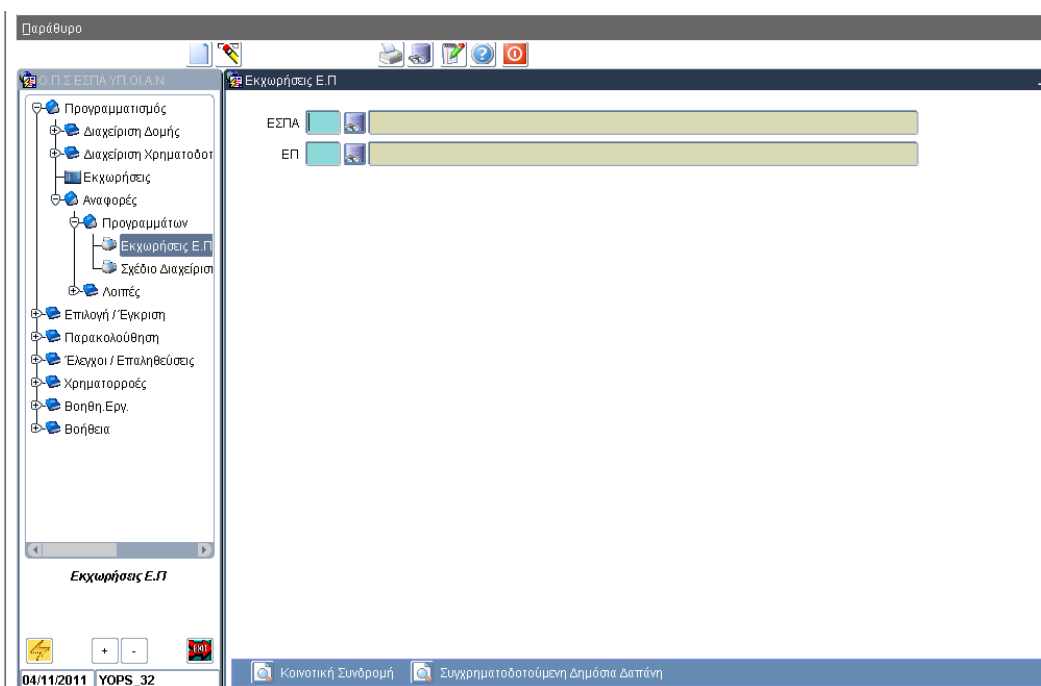 Παράθυρο
Ο.Π.Σ ΕΣΠΑ ΥΠ.ΟΙ.Α.Ν
Προγραμματισμός
Διαχείριση Δομής
Διαχείριση Χρηματοδοτ
Εκχωρήσεις
Αναφορές
Προγραμμάτων
Εκχωρήσεις Ε.Π
Σχέδιο Διαχείρισ
Λοιπές
Επιλογή / Έγκριση
Παρακολούθηση
Έλεγχοι / Επαληθεύσεις
Χρηματορροές
Βοηθη.Εργ.
Βοήθεια
Εκχωρήσεις Ε.Π
+ -
EXIT
04/11/2011 YOPS_32
Εκχωρήσεις Ε.Π
ΕΣΠΑ
ΕΠ
Κοινοτική Συνδρομή Συγχρηματοδοτούμενη Δημόσια Δαπάνη